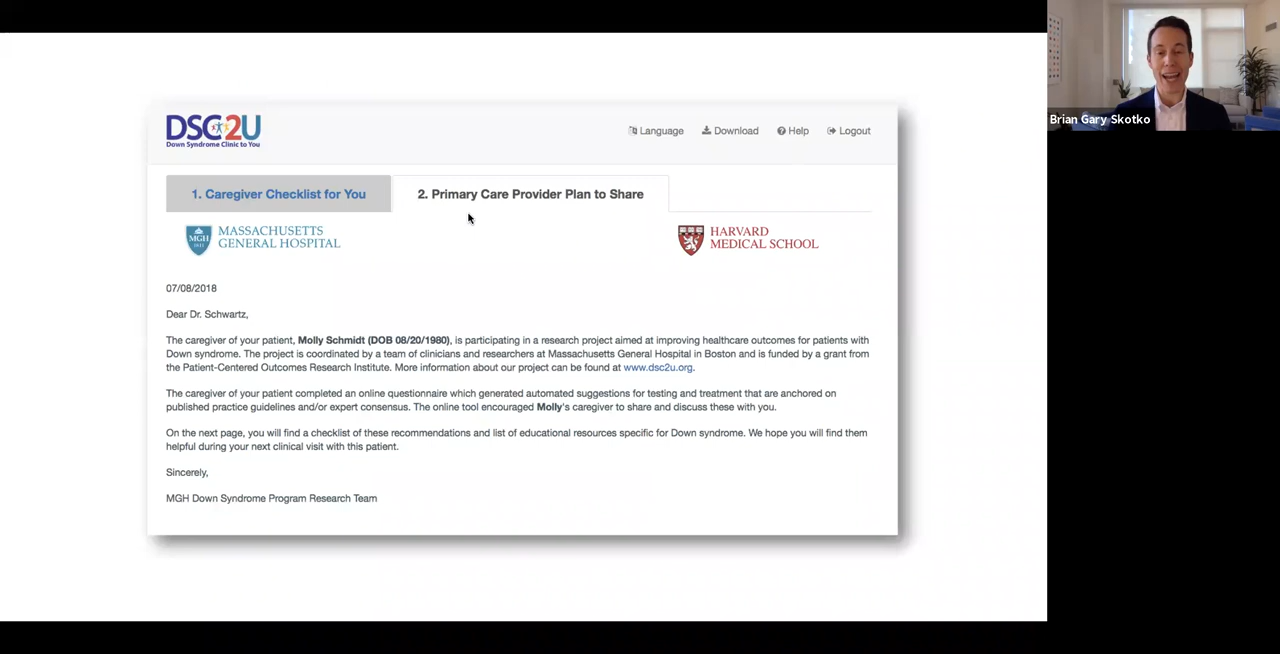 DSC2U
Down Syndrome Clinic to You
Language Download Help Logout
1. Caregiver Checklist for You
2. Primary Care Provider Plan to Share
MGH
1811
MASSACHUSETTS
GENERAL HOSPITAL
HARVARD
MEDICAL SCHOOL
07/08/2018
Dear Dr. Schwartz,
The caregiver of your patient, Molly Schmidt (DOB 08/20/1980), is participating in a research project aimed at improving healthcare outcomes for patients with
Down syndrome. The project is coordinated by a team of clinicians and researchers at Massachusetts General Hospital in Boston and is funded by a grant from
the Patient-Centered Outcomes Research Institute. More information about our project can be found at www.dsc2u.org.
The caregiver of your patient completed an online questionnaire which generated automated suggestions for testing and treatment that are anchored on
published practice guidelines and/or expert consensus. The online tool encouraged Molly's caregiver to share and discuss these with you.
On the next page, you will find a checklist of these recommendations and list of educational resources specific for Down syndrome. We hope you will find them
helpful during your next clinical visit with this patient.
Sincerely,
MGH Down Syndrome Program Research Team
Brian Gary Skotko